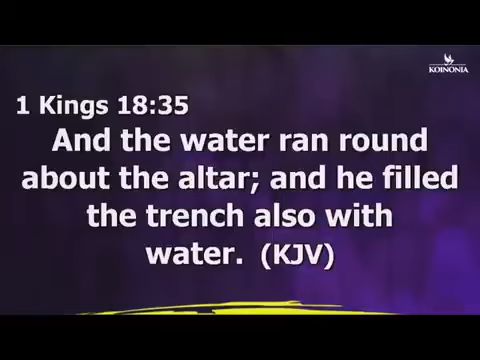 KOINONIA
1 Kings 18:35
And the water ran round
about the altar; and he filled
the trench also with
water. (KJV)